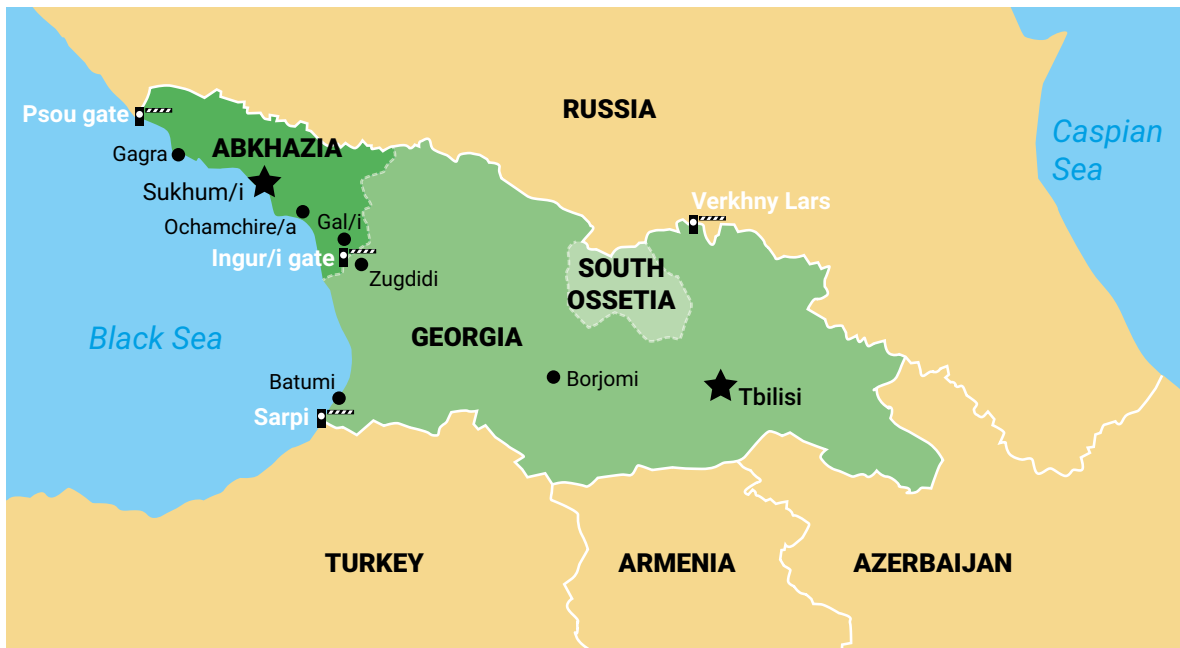 RUSSIA
Psou gate
Caspian
Sea
ABKHAZIA
Gagra
Sukhum/i
Verkhny Lars
Ochamchire/a
Gal/i
Ingur/i gate
Zugdidi
SOUTH
OSSETIA
Black Sea
GEORGIA
Batumi
Borjomi
Tbilisi
Sarpi
TURKEY
ARMENIA
AZERBAIJAN